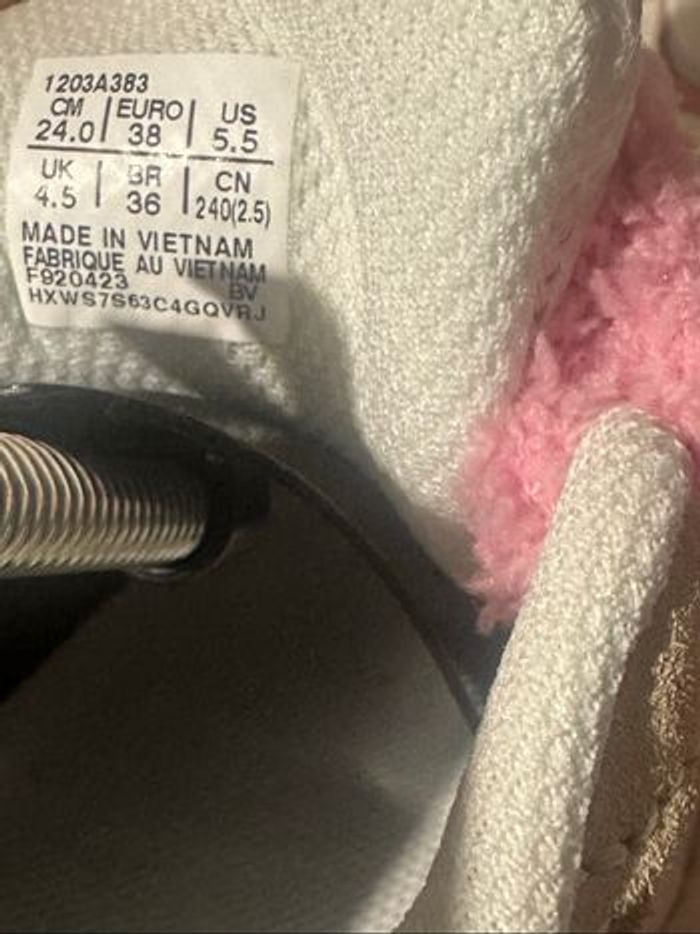 1203A383
CM | EURO | US
24.0 | 38 | 5.5
UK | BR | CN
4.5 | 36 | 240(2.5)
MADE IN VIETNAM
FABRIQUE AU VIETNAM
F920423 BV
HXWS7S63C4GQVRJ